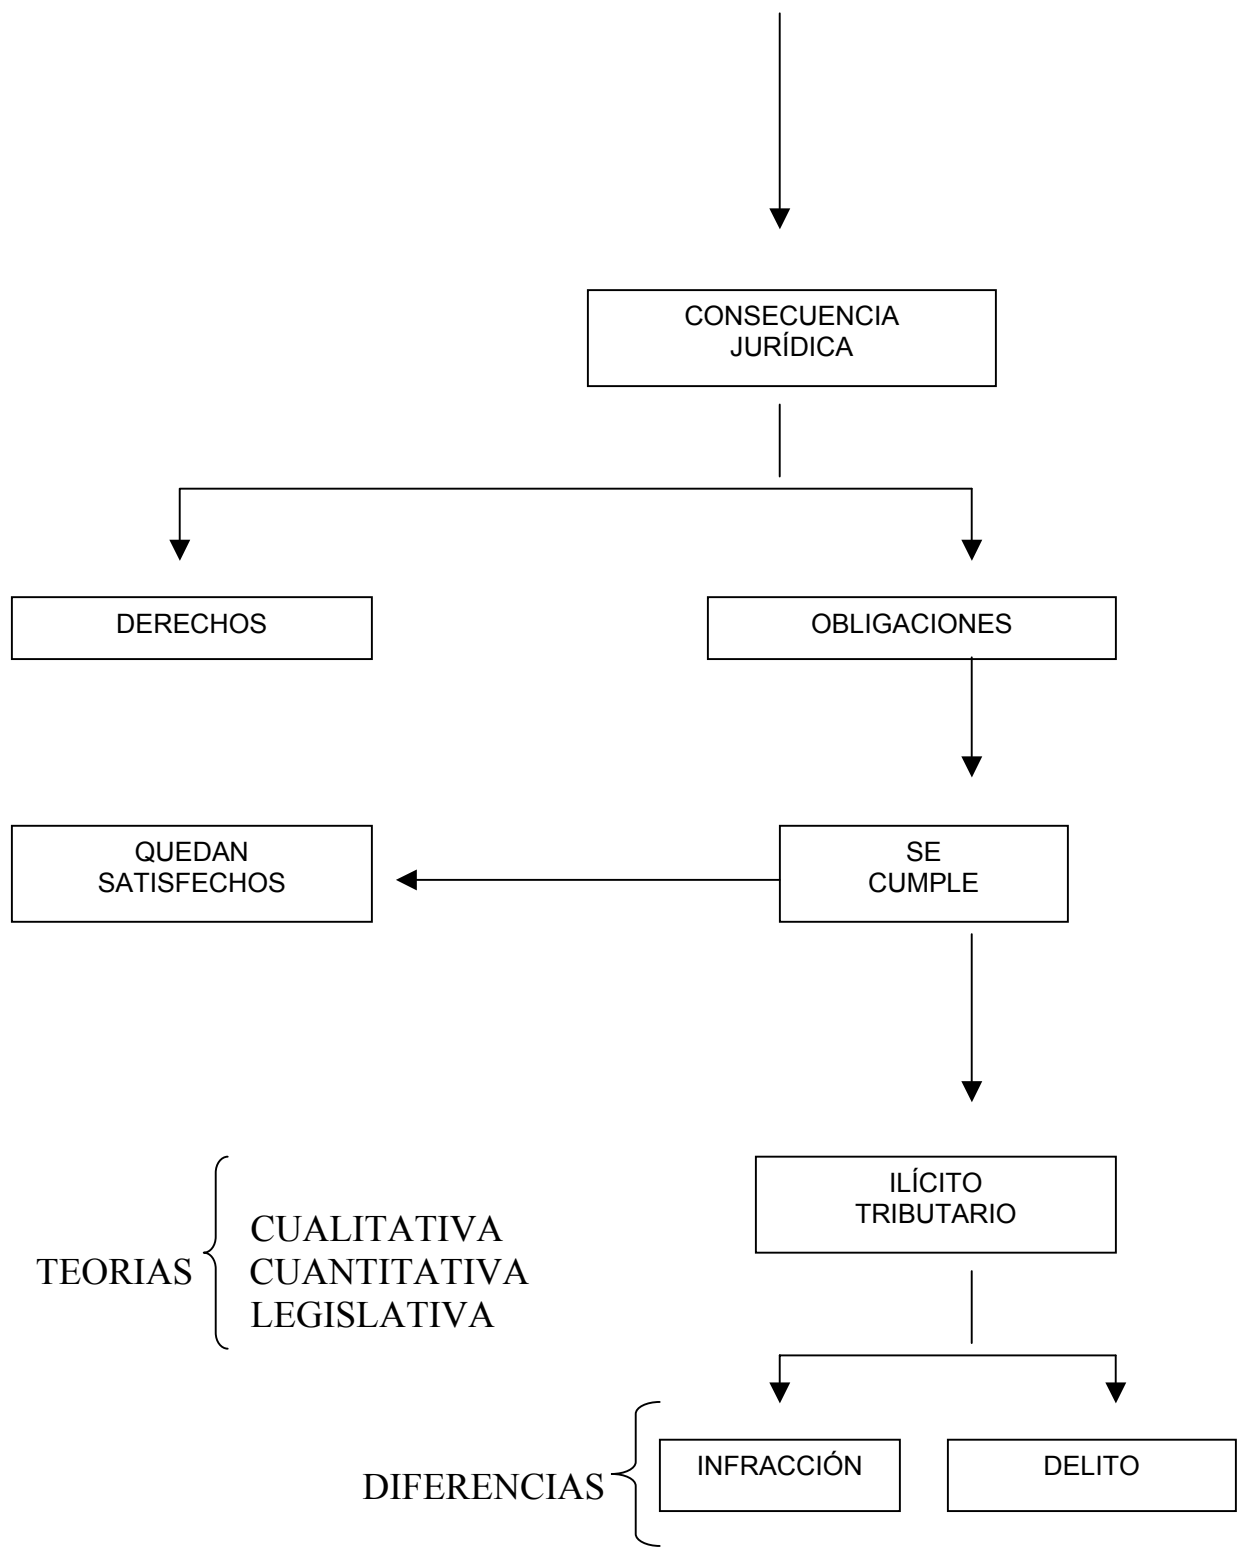 CONSECUENCIA
JURÍDICA
DERECHOS
OBLIGACIONES
QUEDAN
SATISFECHOS
SE
CUMPLE
ILÍCITO
TRIBUTARIO
TEORIAS
CUALITATIVA
CUANTITATIVA
LEGISLATIVA
DIFERENCIAS
INFRACCIÓN
DELITO